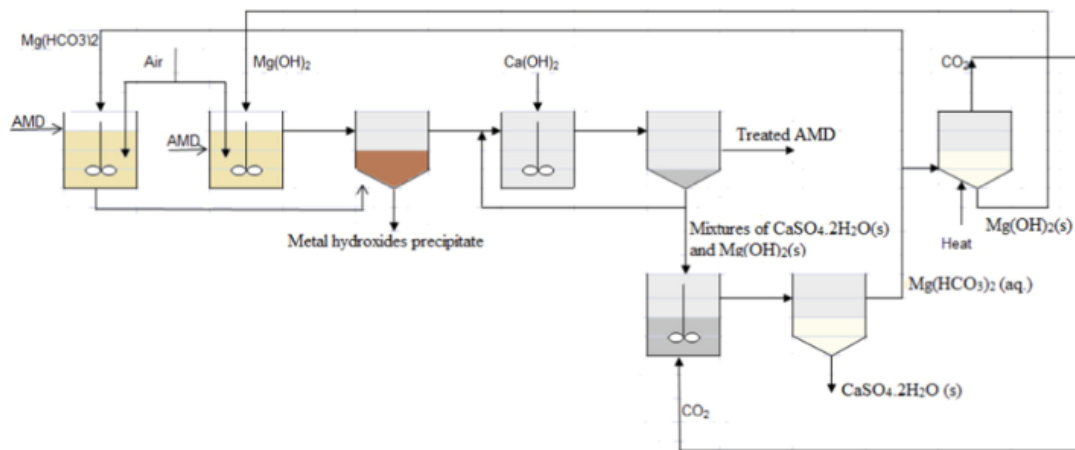 Mg(HCO3)2
Air
Mg(OH)₂
Ca(OH)₂
CO₂
AMD
AMD
Treated AMD
Metal hydroxides precipitate
Mixtures of CaSO₄.2H₂O(s)
and Mg(OH)₂(s)
Heat
Mg(OH)₂(s)
Mg(HCO₃)₂ (aq.)
CaSO₄.2H₂O (s)
CO₂